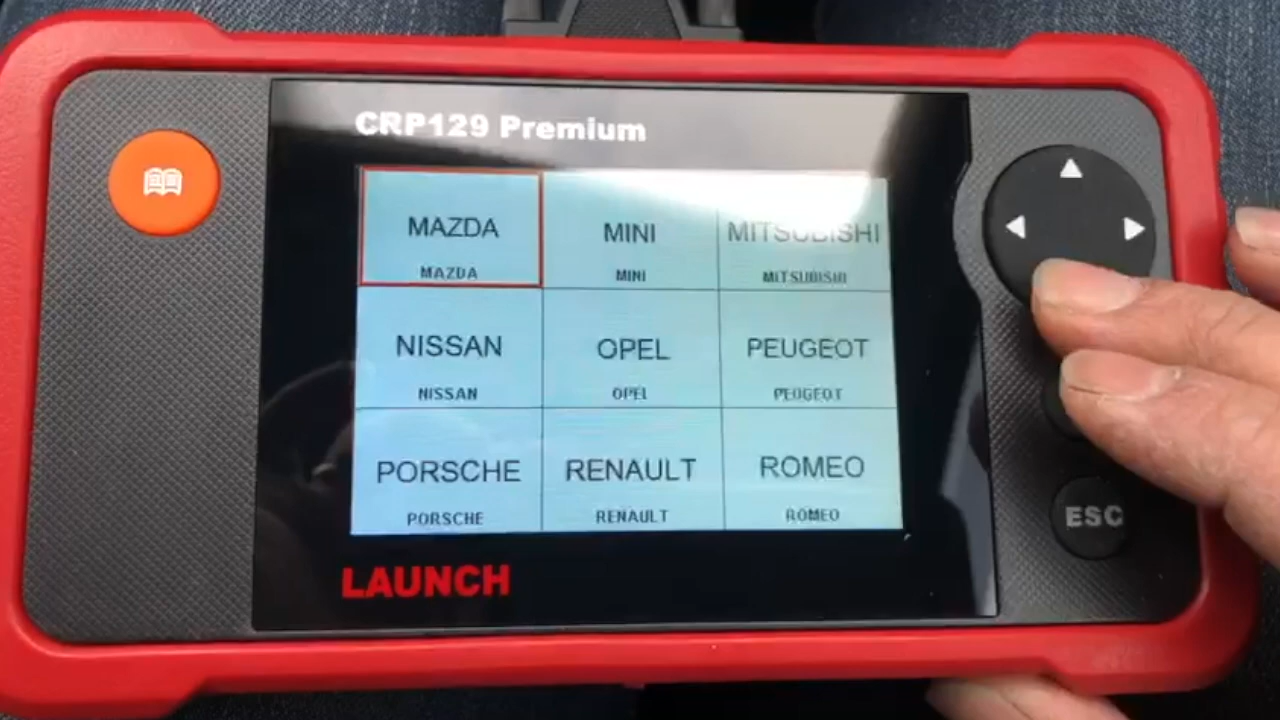 CRP129 Premium
MAZDA MINI MITSUBISHI
MAZDA MINI MITSUBISHI
NISSAN OPEL PEUGEOT
NISSAN OPEL PEUGEOT
PORSCHE RENAULT ROMEO
PORSCHE RENAULT ROMEO
ESC
LAUNCH